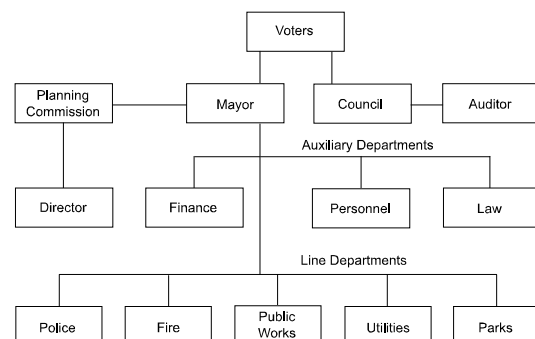 Voters
Planning
Commission
Mayor
Council
Auditor
Auxiliary Departments
Director
Finance
Personnel
Law
Line Departments
Police
Fire
Public
Works
Utilities
Parks